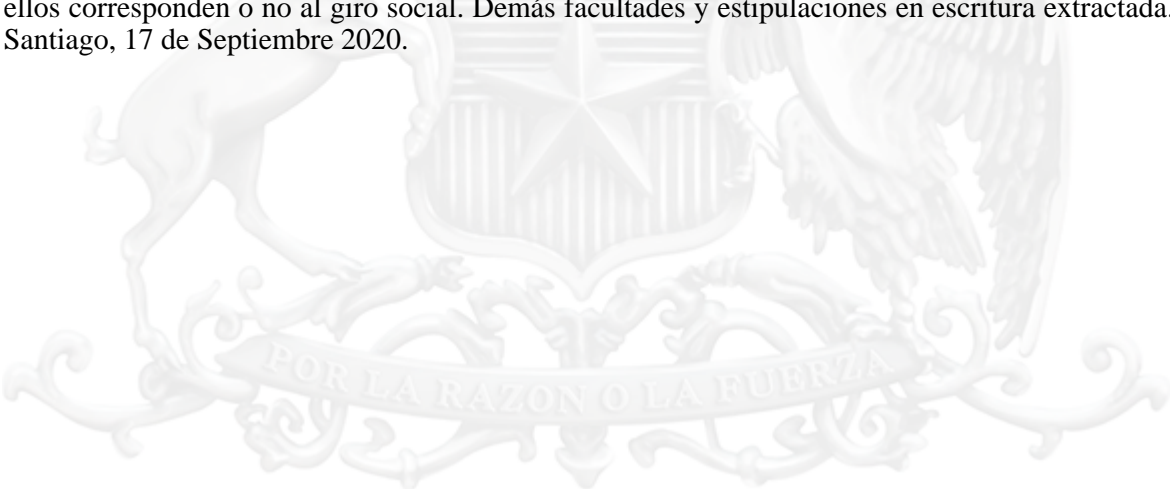 ellos corresponden o no al giro social. Demás facultades y estipulaciones en escritura extractada.
Santiago, 17 de Septiembre 2020.
POR LA RAZON O LA FUERZA